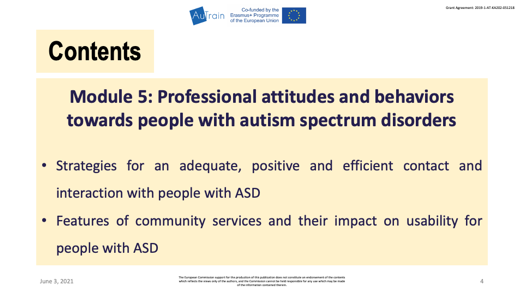 Grant Agreement: 2019-1-AT-KA202-051218
AuTrain
Co-funded by the
Erasmus+ Programme
of the European Union
Contents
Module 5: Professional attitudes and behaviors
towards people with autism spectrum disorders
• Strategies for an adequate, positive and efficient contact and
interaction with people with ASD
• Features of community services and their impact on usability for
people with ASD
June 3, 2021
The European Commission support for the production of this publication does not constitute an endorsement of the contents
which reflects the views only of the authors, and the Commission cannot be held responsible for any use which may be made
of the information contained therein.
4